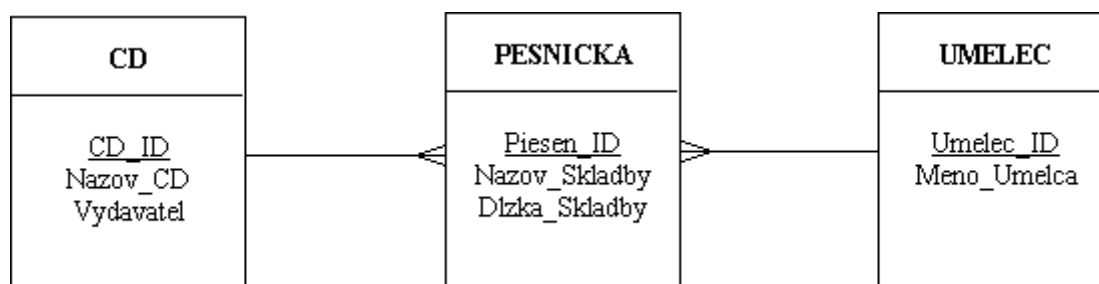 CD
CD_ID
Nazov_CD
Vydavatel
PESNICKA
Piesen_ID
Nazov_Skladby
Dlzka_Skladby
UMELEC
Umelec_ID
Meno_Umelca